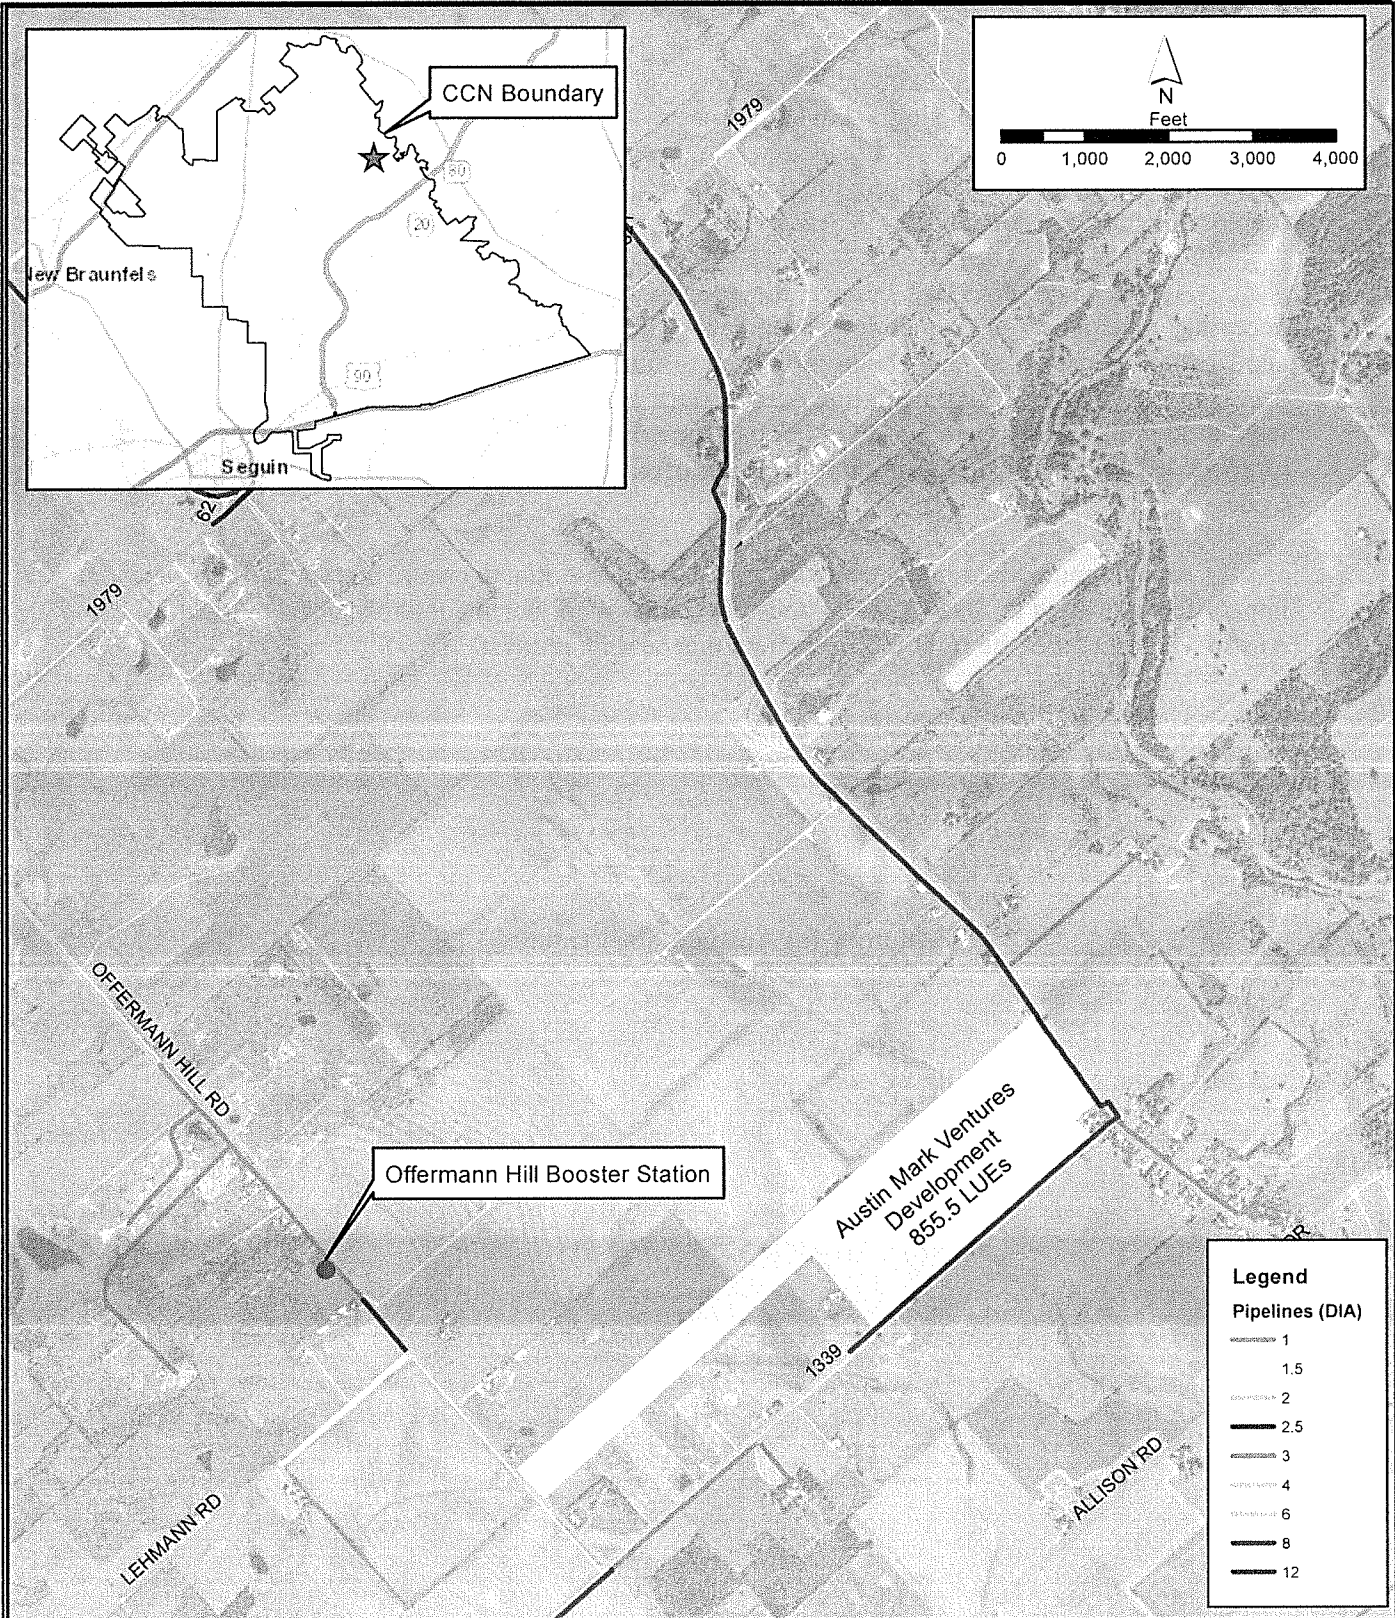 CCN Boundary
80
20
90
New Braunfels
Seguin
N
Feet
0 1,000 2,000 3,000 4,000
1979
62
1979
OFFERMANN HILL RD
Offermann Hill Booster Station
Austin Mark Ventures
Development
855.5 LUEs
1339
LEHMANN RD
ALLISON RD
DR
Legend
Pipelines (DIA)
1
1.5
2
2.5
3
4
6
8
12